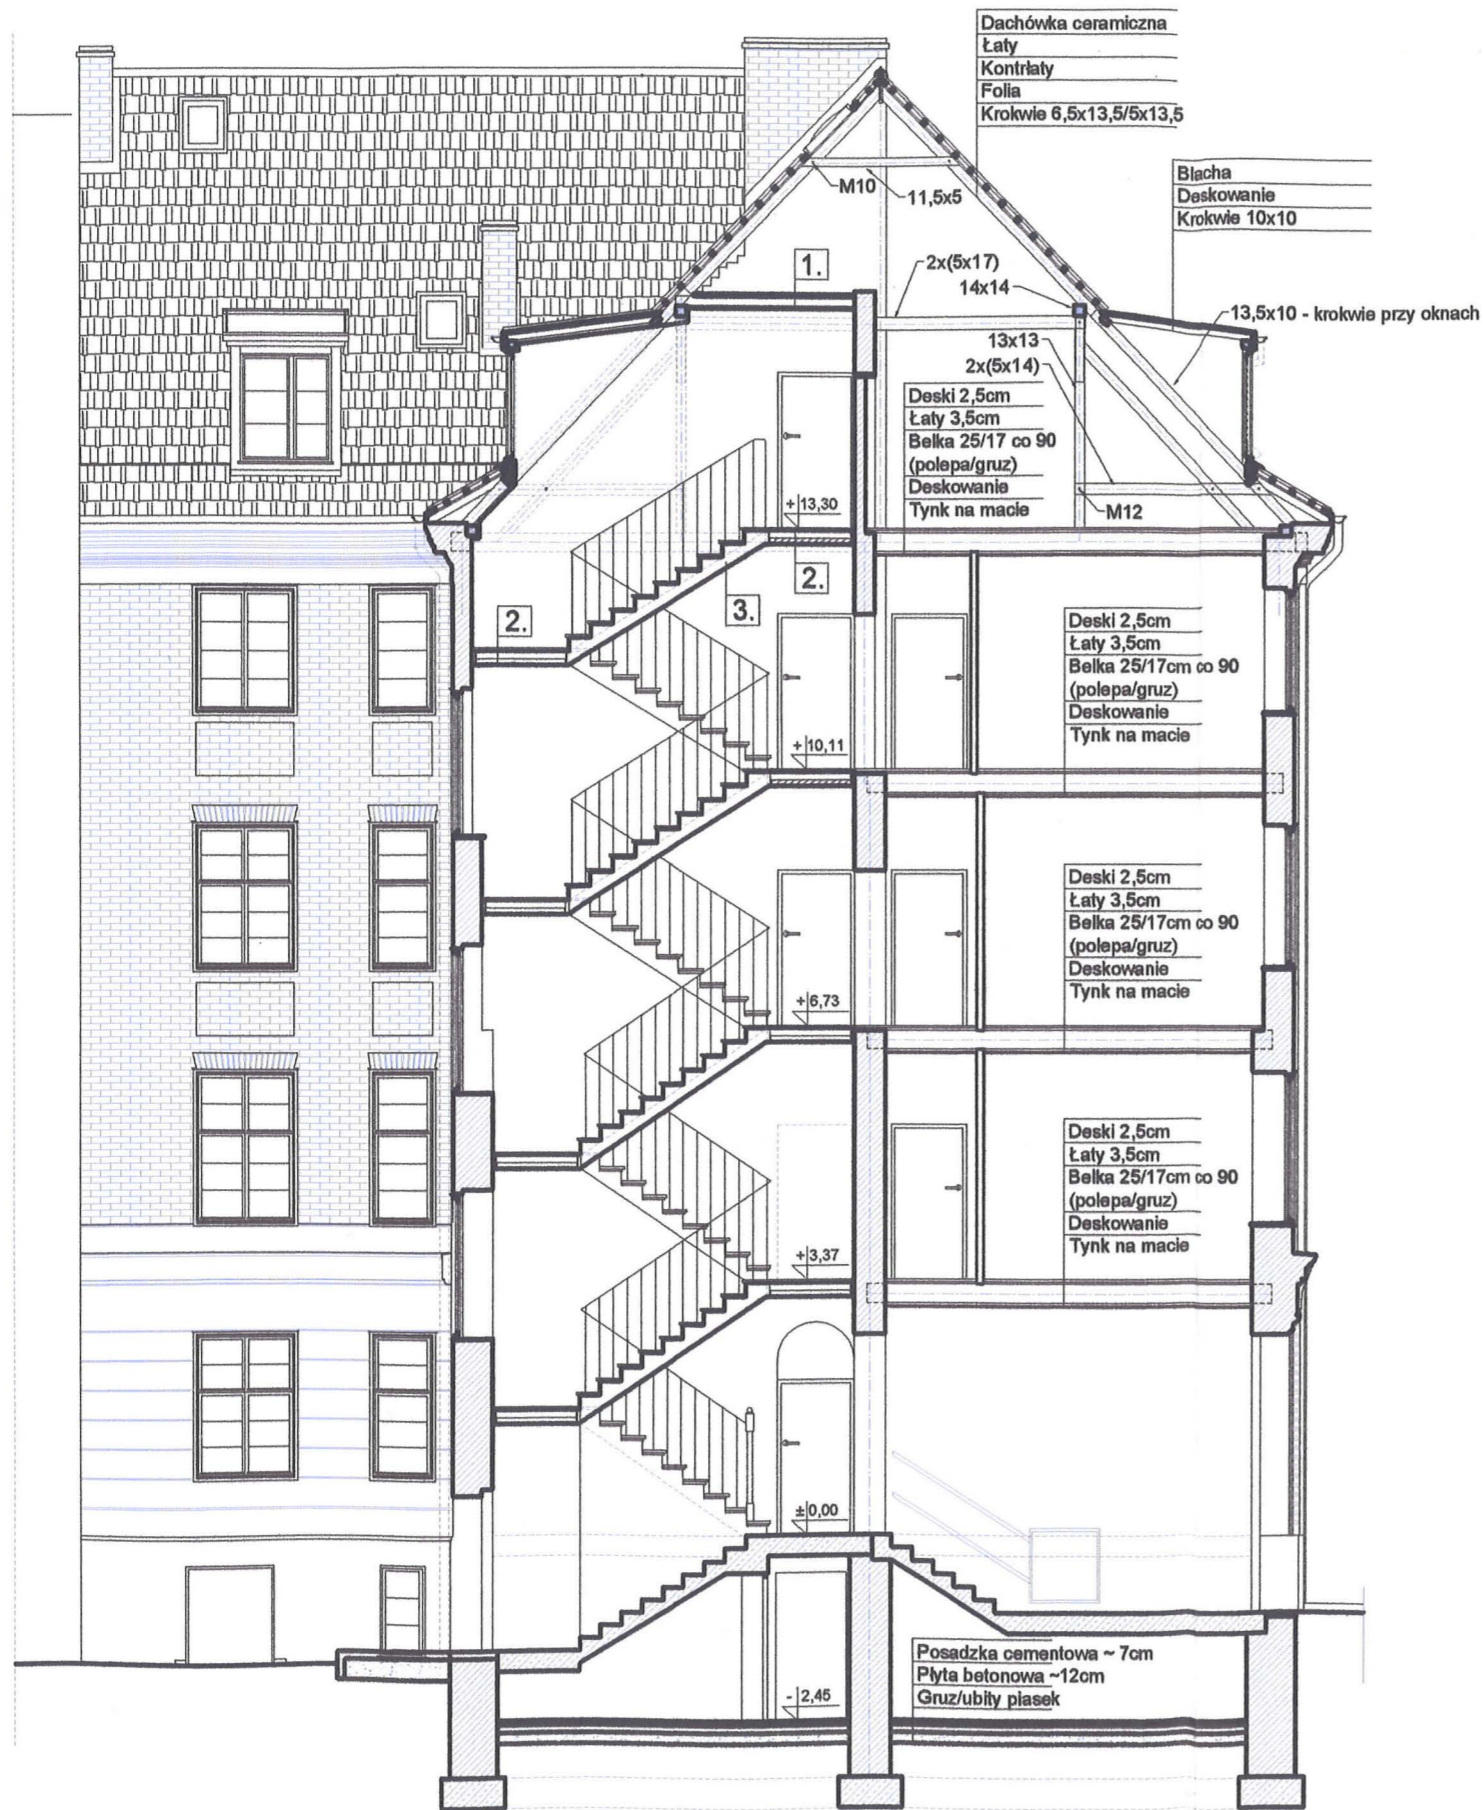 Dachówka ceramiczna
Łaty
Kontrłaty
Folia
Krokwie 6,5x13,5/5x13,5
Blacha
Deskowanie
Krokwie 10x10
M10
11,5x5
1.
2x(5x17)
14x14
13,5x10 - krokwie przy oknach
13x13
2x(5x14)
Deski 2,5cm
Łaty 3,5cm
Belka 25/17 co 90
(polepa/gruz)
Deskowanie
Tynk na macie
M12
+13,30
2.
3.
2.
Deski 2,5cm
Łaty 3,5cm
Belka 25/17cm co 90
(polepa/gruz)
Deskowanie
Tynk na macie
+10,11
Deski 2,5cm
Łaty 3,5cm
Belka 25/17cm co 90
(polepa/gruz)
Deskowanie
Tynk na macie
+6,73
Deski 2,5cm
Łaty 3,5cm
Belka 25/17cm co 90
(polepa/gruz)
Deskowanie
Tynk na macie
+3,37
±0,00
Posadzka cementowa ~ 7cm
Płyta betonowa ~12cm
Gruz/ubity piasek
-2,45